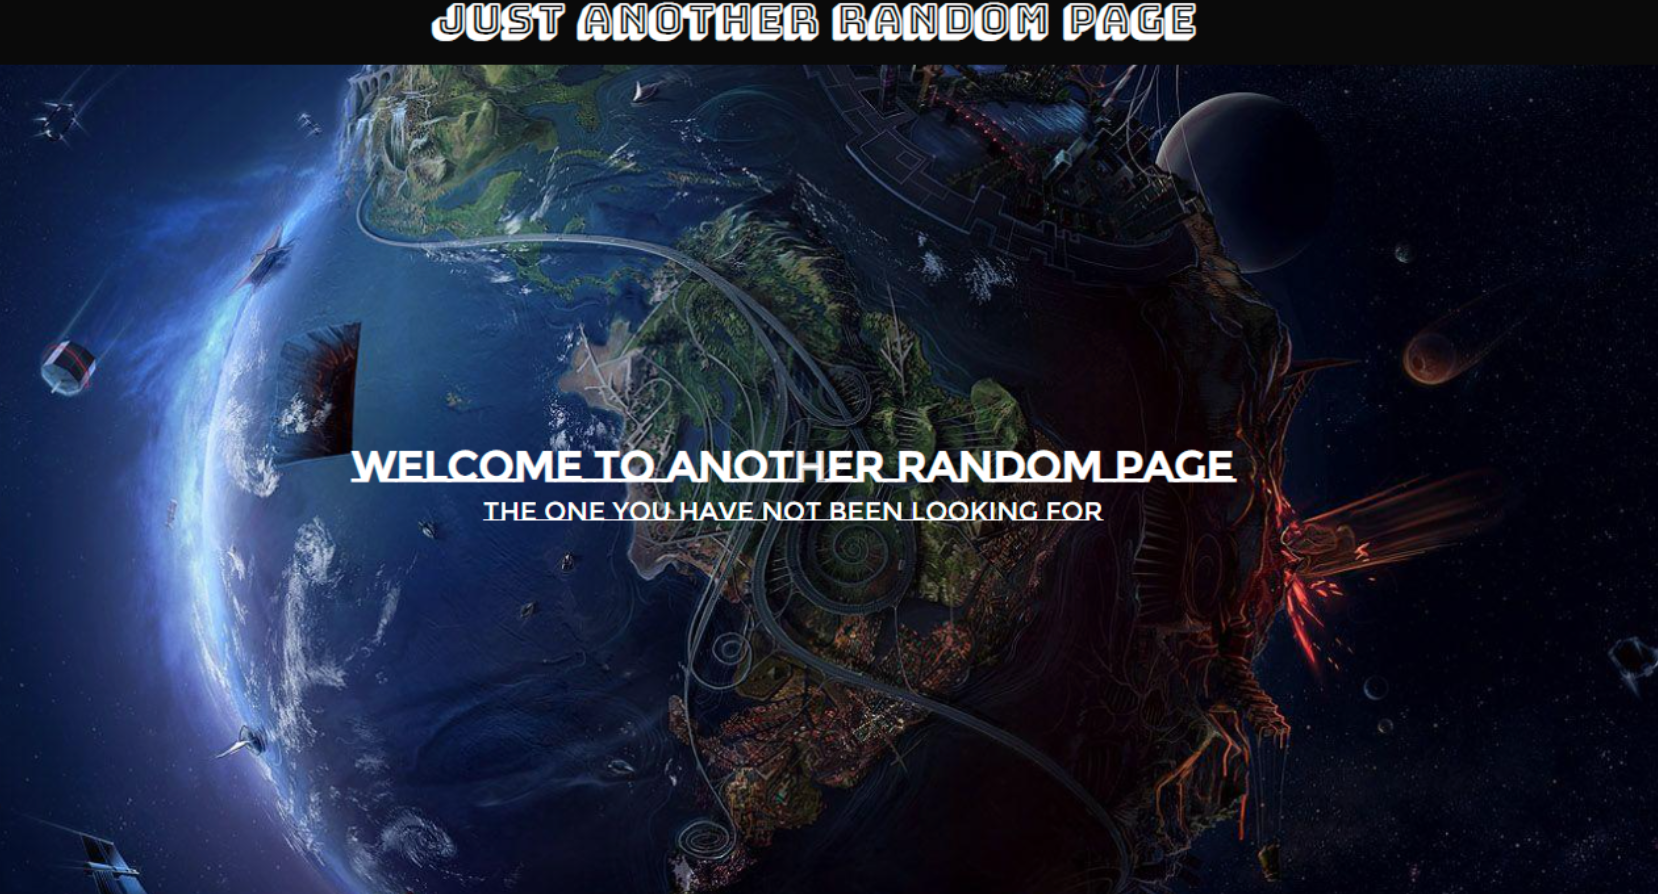 JUST ANOTHER RANDOM PAGE
WELCOME TO ANOTHER RANDOM PAGE
THE ONE YOU HAVE NOT BEEN LOOKING FOR